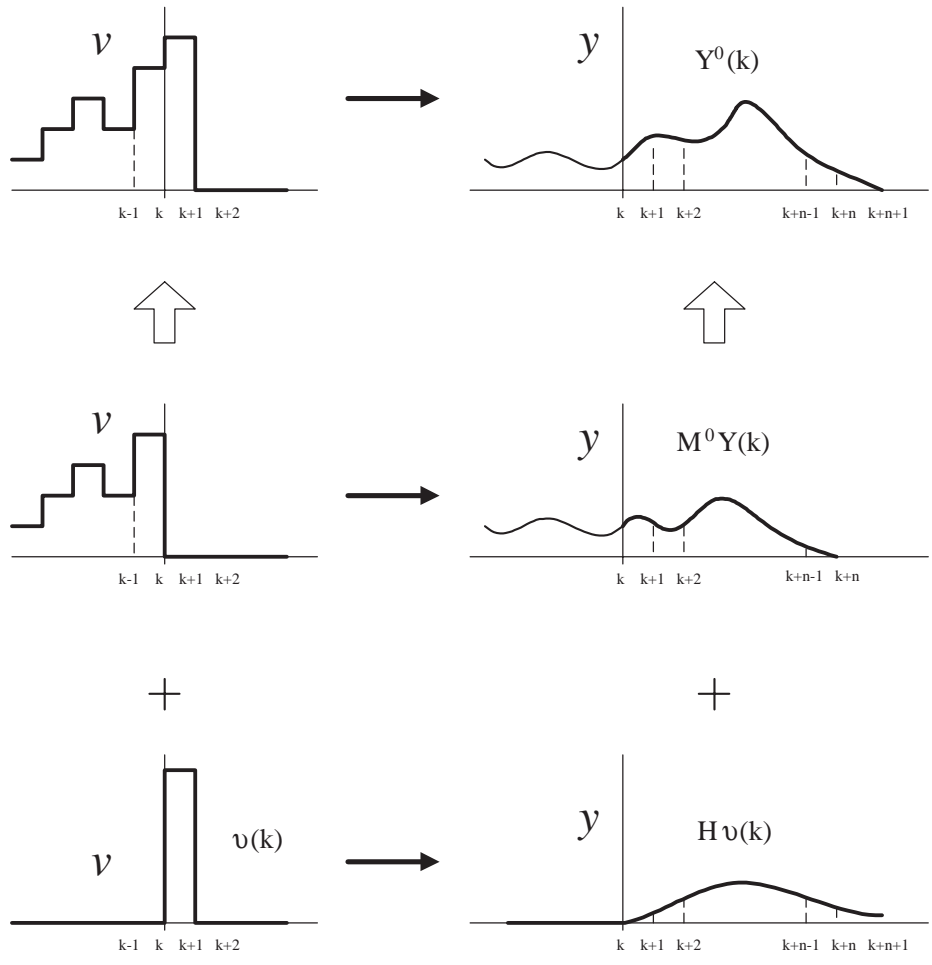 ν y Y⁰(k)
k-1 k k+1 k+2 k k+1 k+2 k+n-1 k+n k+n+1
ν y M⁰Y(k)
k-1 k k+1 k+2 k k+1 k+2 k+n-1 k+n
+ +
ν υ(k) y Hυ(k)
k-1 k k+1 k+2 k k+1 k+2 k+n-1 k+n k+n+1